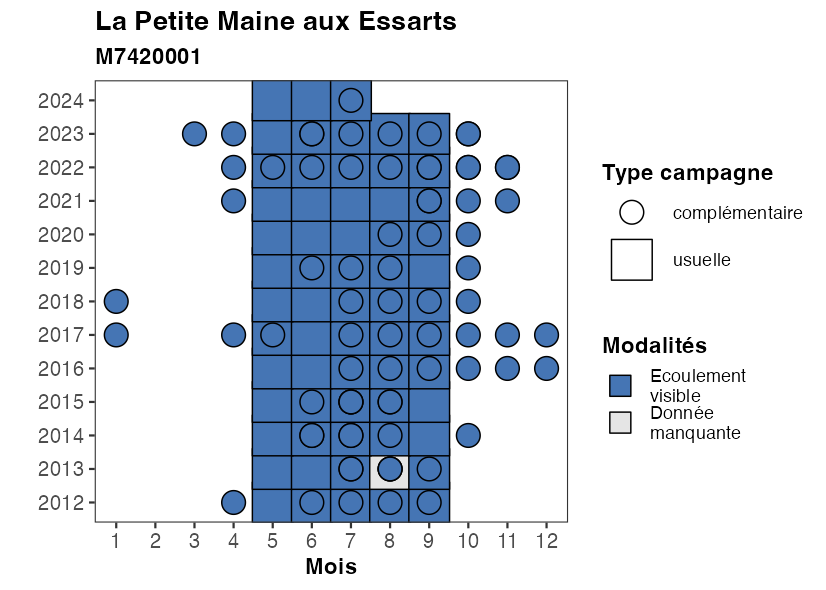 La Petite Maine aux Essarts
M7420001
2024
2023
2022
2021
2020
2019
2018
2017
2016
2015
2014
2013
2012
1 2 3 4 5 6 7 8 9 10 11 12
Mois
Type campagne
complémentaire
usuelle
Modalités
Ecoulement
visible
Donnée
manquante